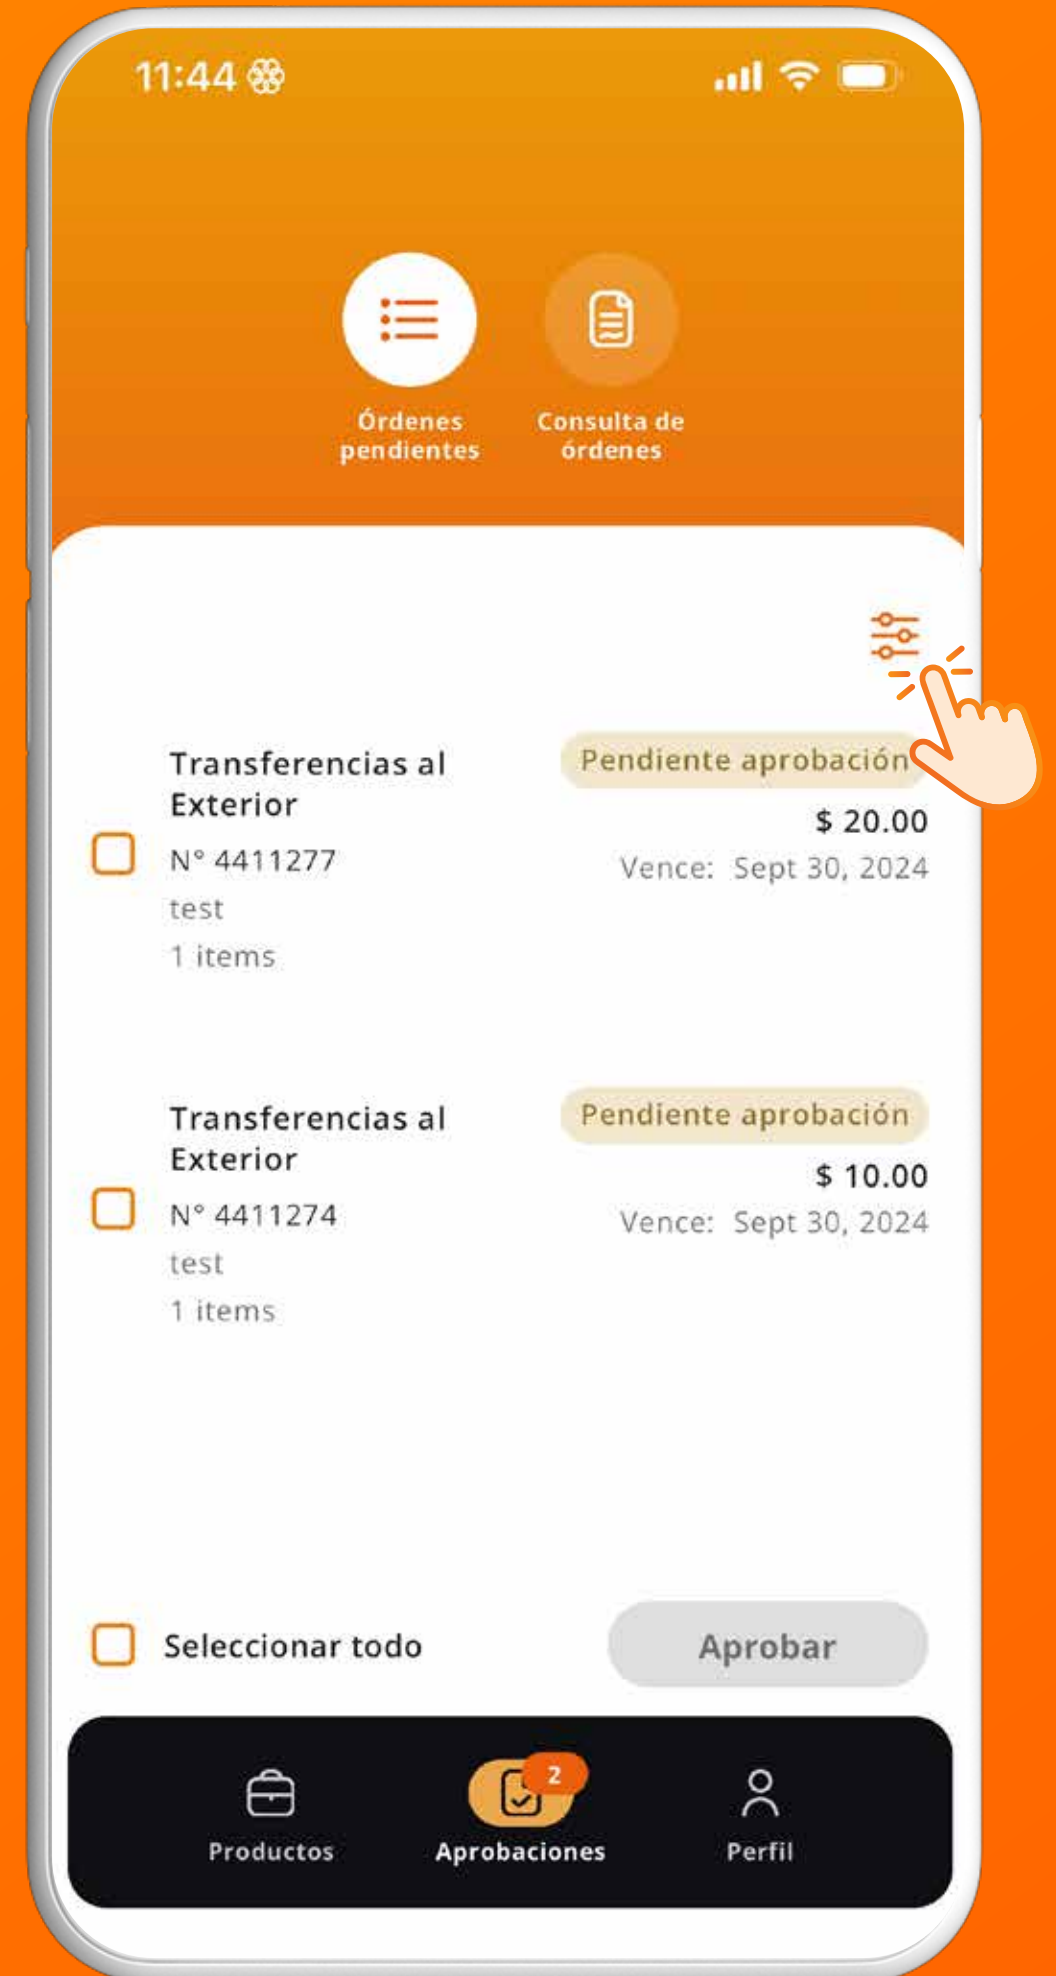 11:44
Órdenes
pendientes
Consulta de
órdenes
Transferencias al
Exterior
N° 4411277
test
1 items
Pendiente aprobación
$ 20.00
Vence: Sept 30, 2024
Transferencias al
Exterior
N° 4411274
test
1 items
Pendiente aprobación
$ 10.00
Vence: Sept 30, 2024
Seleccionar todo
Aprobar
2
Productos
Aprobaciones
Perfil